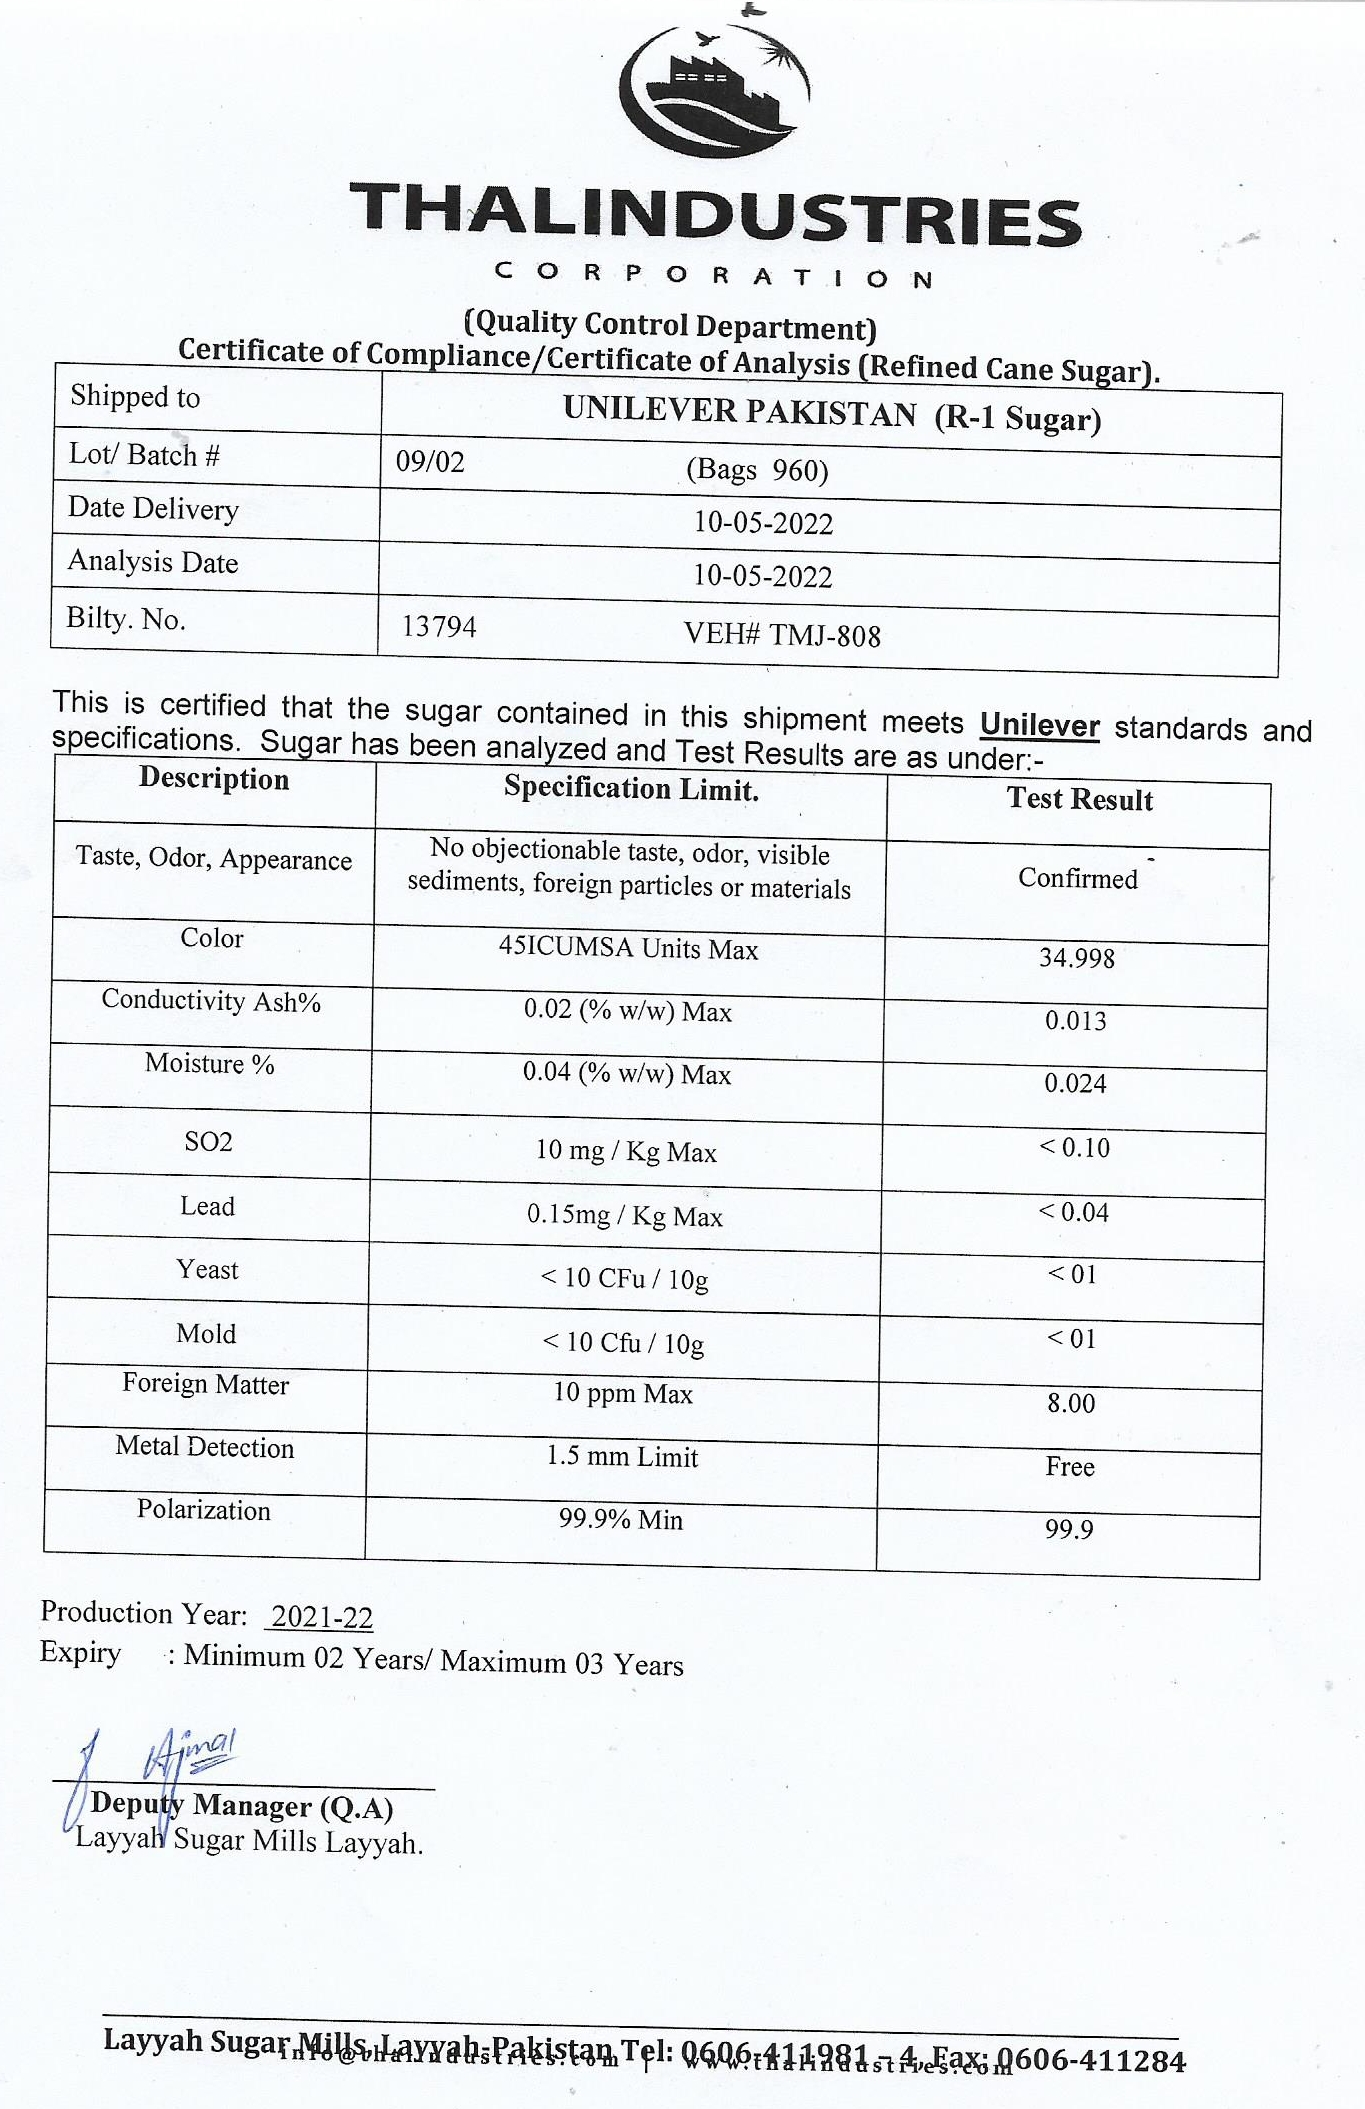 THALINDUSTRIES
CORPORATION
(Quality Control Department)
Certificate of Compliance/Certificate of Analysis (Refined Cane Sugar).
Shipped to UNILEVER PAKISTAN (R-1 Sugar)
Lot/ Batch # 09/02 (Bags 960)
Date Delivery 10-05-2022
Analysis Date 10-05-2022
Bilty. No. 13794 VEH# TMJ-808
This is certified that the sugar contained in this shipment meets Unilever standards and
specifications. Sugar has been analyzed and Test Results are as under:-
Description Specification Limit. Test Result
Taste, Odor, Appearance No objectionable taste, odor, visible
sediments, foreign particles or materials Confirmed
Color 45ICUMSA Units Max 34.998
Conductivity Ash% 0.02 (% w/w) Max 0.013
Moisture % 0.04 (% w/w) Max 0.024
SO2 10 mg / Kg Max < 0.10
Lead 0.15mg / Kg Max < 0.04
Yeast < 10 CFu / 10g < 01
Mold < 10 Cfu / 10g < 01
Foreign Matter 10 ppm Max 8.00
Metal Detection 1.5 mm Limit Free
Polarization 99.9% Min 99.9
Production Year: 2021-22
Expiry : Minimum 02 Years/ Maximum 03 Years
Ajmal
Deputy Manager (Q.A)
Layyah Sugar Mills Layyah.
Layyah Sugar Mills, Layyah-Pakistan Tel: 0606-411981 – 4, Fax: 0606-411284
info@thalindustries.com | www.thalindustries.com